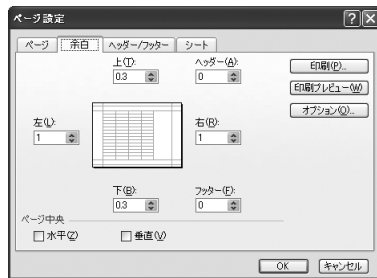 ページ設定
ページ 余白 ヘッダー/フッター シート
上(T): ヘッダー(A):
0.3 0
印刷(P)...
印刷プレビュー(W)
オプション(O)...
左(L): 右(R):
1 1
下(B): フッター(F):
0.3 0
ページ中央
水平(Z) 垂直(V)
OK キャンセル